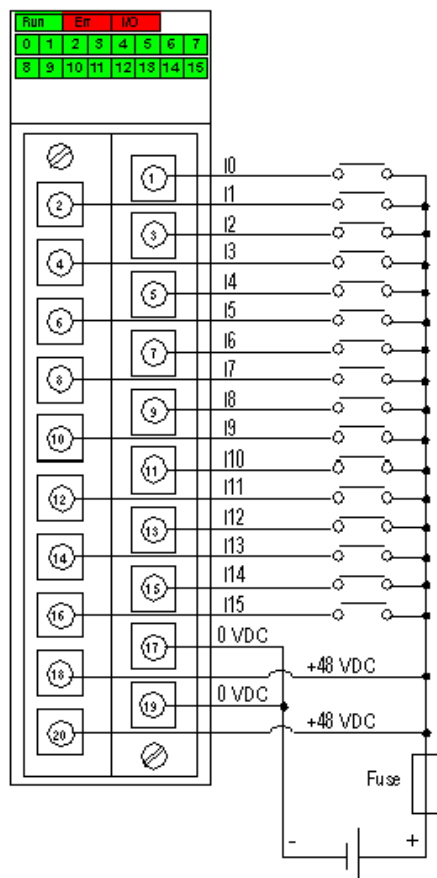 Run Err I/O
0 1 2 3 4 5 6 7
8 9 10 11 12 13 14 15
1 I0
2 I1
3 I2
4 I3
5 I4
6 I5
7 I6
8 I7
9 I8
10 I9
11 I10
12 I11
13 I12
14 I13
15 I14
16 I15
17 0 VDC
18 +48 VDC
19 0 VDC
20 +48 VDC
Fuse
- +